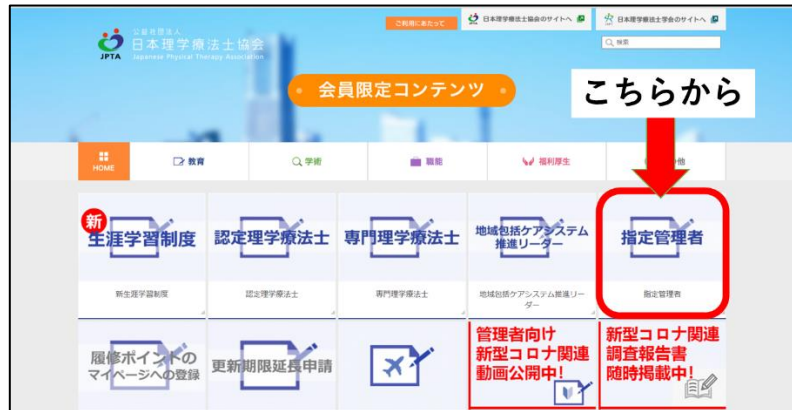 公益社団法人
日本理学療法士協会
Japanese Physical Therapy Association
JPTA
ご利用にあたって
日本理学療法士協会のサイトへ
日本理学療法士学会のサイトへ
検索
会員限定コンテンツ
こちらから
HOME
教育
学術
職能
福利厚生
他
新
生涯学習制度
認定理学療法士
専門理学療法士
地域包括ケアシステム
推進リーダー
指定管理者
新生涯学習制度
認定理学療法士
専門理学療法士
地域包括ケアシステム推進リー
ダー
指定管理者
履修ポイントの
マイページへの登録
更新期限延長申請
管理者向け
新型コロナ関連
動画公開中!
新型コロナ関連
調査報告書
随時掲載中!